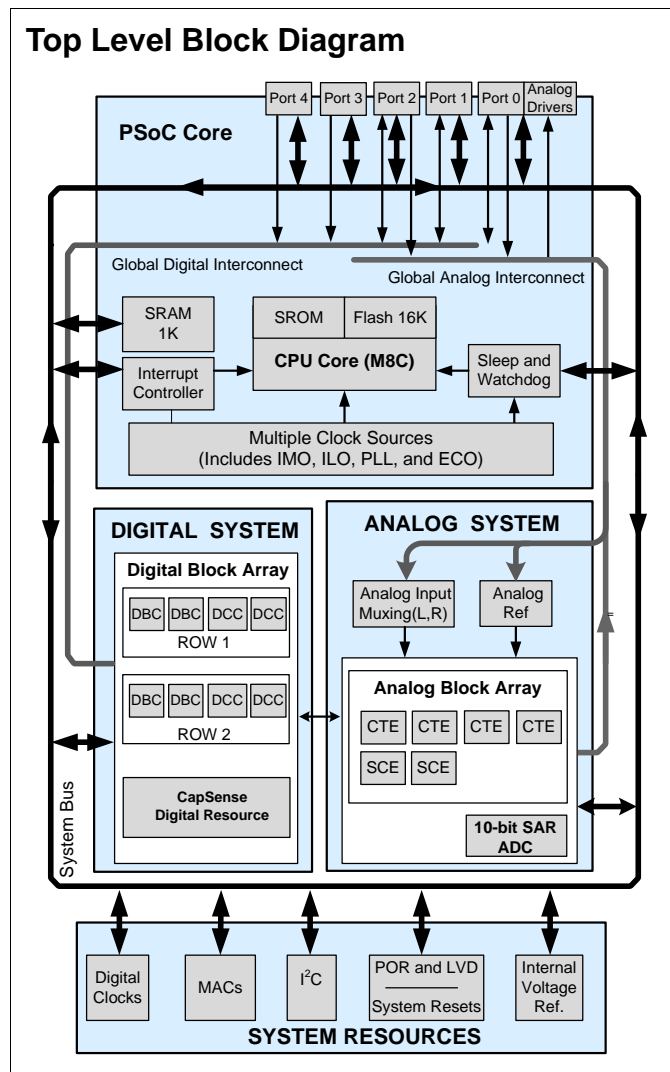 Top Level Block Diagram
Port 4
Port 3
Port 2
Port 1
Port 0
Analog
Drivers
PSoC Core
Global Digital Interconnect
Global Analog Interconnect
SRAM
1K
SROM
Flash 16K
CPU Core (M8C)
Interrupt
Controller
Sleep and
Watchdog
Multiple Clock Sources
(Includes IMO, ILO, PLL, and ECO)
DIGITAL SYSTEM
Digital Block Array
DBC DBC DCC DCC
ROW 1
DBC DBC DCC DCC
ROW 2
CapSense
Digital Resource
ANALOG SYSTEM
Analog Input
Muxing(L,R)
Analog
Ref
Analog Block Array
CTE CTE CTE CTE
SCE SCE
10-bit SAR
ADC
System Bus
Digital
Clocks
MACs
I²C
POR and LVD
System Resets
Internal
Voltage
Ref.
SYSTEM RESOURCES